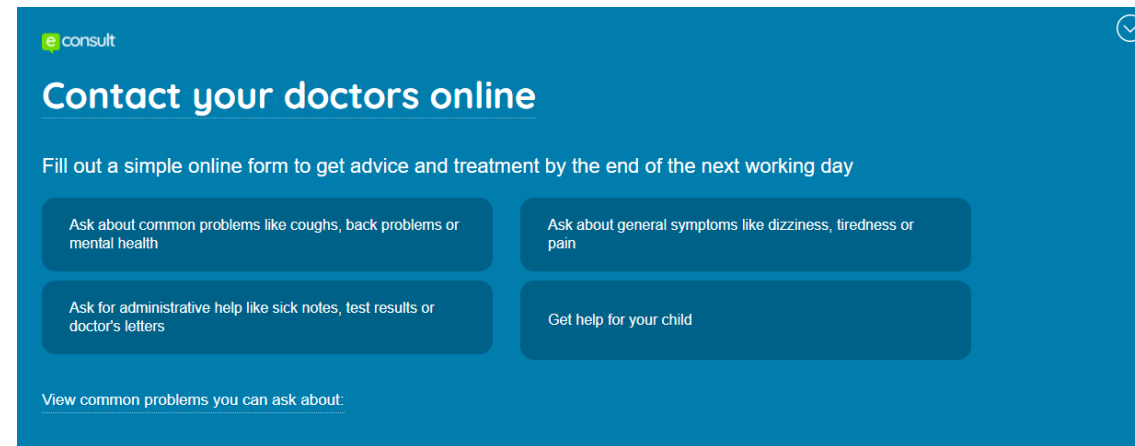 e consult
Contact your doctors online
Fill out a simple online form to get advice and treatment by the end of the next working day
Ask about common problems like coughs, back problems or
mental health
Ask about general symptoms like dizziness, tiredness or
pain
Ask for administrative help like sick notes, test results or
doctor's letters
Get help for your child
View common problems you can ask about: